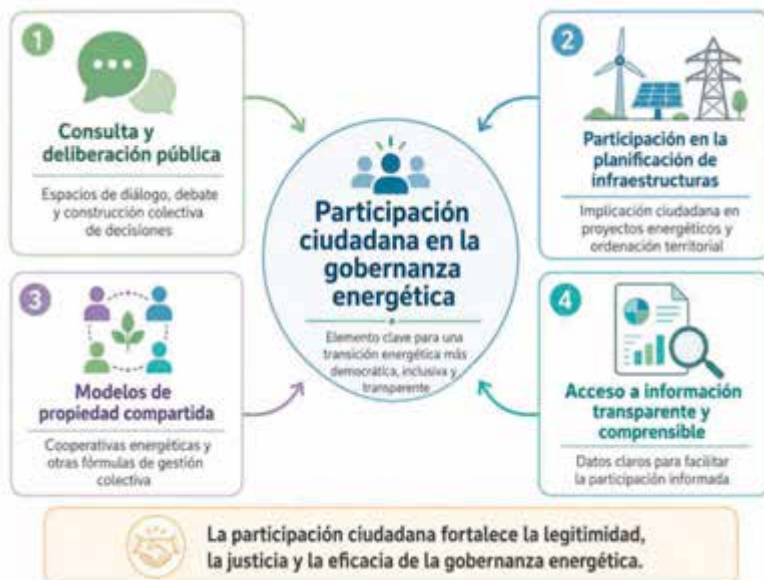 1
Consulta y
deliberación pública
Espacios de diálogo, debate
y construcción colectiva
de decisiones
2
Participación en la
planificación de
infraestructuras
Implicación ciudadana en
proyectos energéticos y
ordenación territorial
Participación
ciudadana en la
gobernanza
energética
Elemento clave para una
transición energética más
democrática, inclusiva y
transparente
3
Modelos de
propiedad compartida
Cooperativas energéticas y
otras fórmulas de gestión
colectiva
4
Acceso a información
transparente y
comprensible
Datos claros para facilitar
la participación informada
La participación ciudadana fortalece la legitimidad,
la justicia y la eficacia de la gobernanza energética.